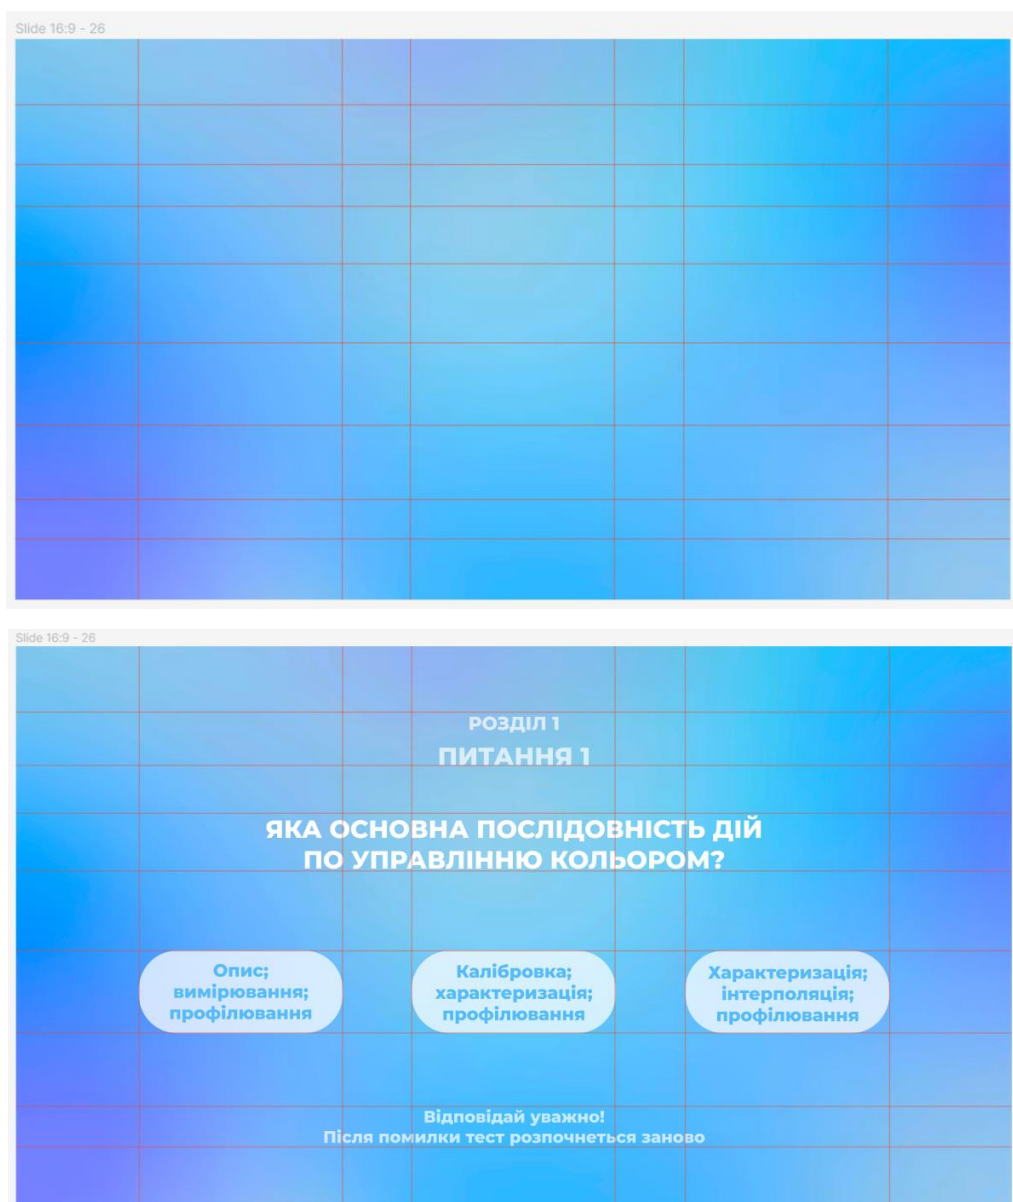 Slide 16:9 - 26
Slide 16:9 - 26
РОЗДІЛ 1
ПИТАННЯ 1
ЯКА ОСНОВНА ПОСЛІДОВНІСТЬ ДІЙ
ПО УПРАВЛІННЮ КОЛЬОРОМ?
Опис;
вимірювання;
профілювання
Калібровка;
характеризація;
профілювання
Характеризація;
інтерполяція;
профілювання
Відповідай уважно!
Після помилки тест розпочнеться заново